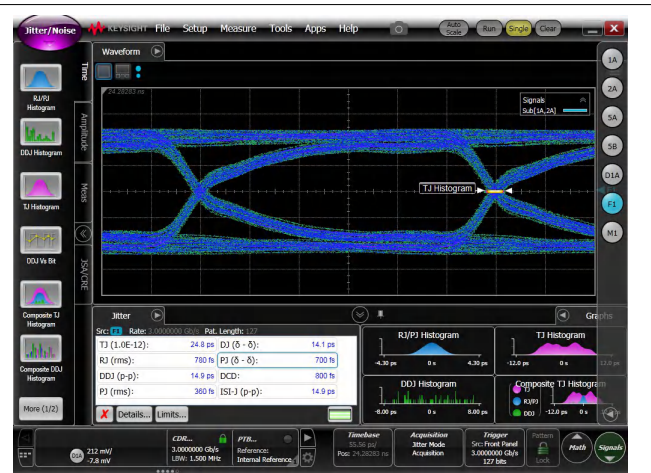 Jitter/Noise
KEYSIGHT File Setup Measure Tools Apps Help
Auto Scale
Run
Single
Clear
X
Waveform
Time
Amplitude
Meas
JSA/CRE
RJ/PJ Histogram
DDJ Histogram
TJ Histogram
DDJ Vs Bit
Composite TJ Histogram
Composite DDJ Histogram
More (1/2)
24.28283 ns
Signals
Sub[1A,2A]
TJ Histogram
1A
2A
5A
5B
D1A
F1
M1
Jitter
Graphs
Src: F1 Rate: 3.0000000 Gb/s Pat. Length: 127
TJ (1.0E-12): 24.8 ps DJ (δ - δ): 14.1 ps
RJ (rms): 780 fs PJ (δ - δ): 700 fs
DDJ (p-p): 14.9 ps DCD: 800 fs
PJ (rms): 360 fs ISI-J (p-p): 14.9 ps
Details... Limits...
RJ/PJ Histogram
-4.30 ps 0 s 4.30 ps
TJ Histogram
-12.0 ps 0 s 12.0 ps
DDJ Histogram
-8.00 ps 0 s 8.00 ps
Composite TJ Histogram
TJ
RJ/PJ
DDJ
-12.0 ps 0 s
D1A
212 mV/
-7.8 mV
CDR...
3.0000000 Gb/s
LBW: 1.500 MHz
PTB...
Reference:
Internal Reference
Timebase
55.56 ps/
Pos: 24.28283 ns
Acquisition
Jitter Mode
Acquisition
Trigger
Src: Front Panel
3.0000000 Gb/s
127 bits
Pattern
Lock
Math
Signals